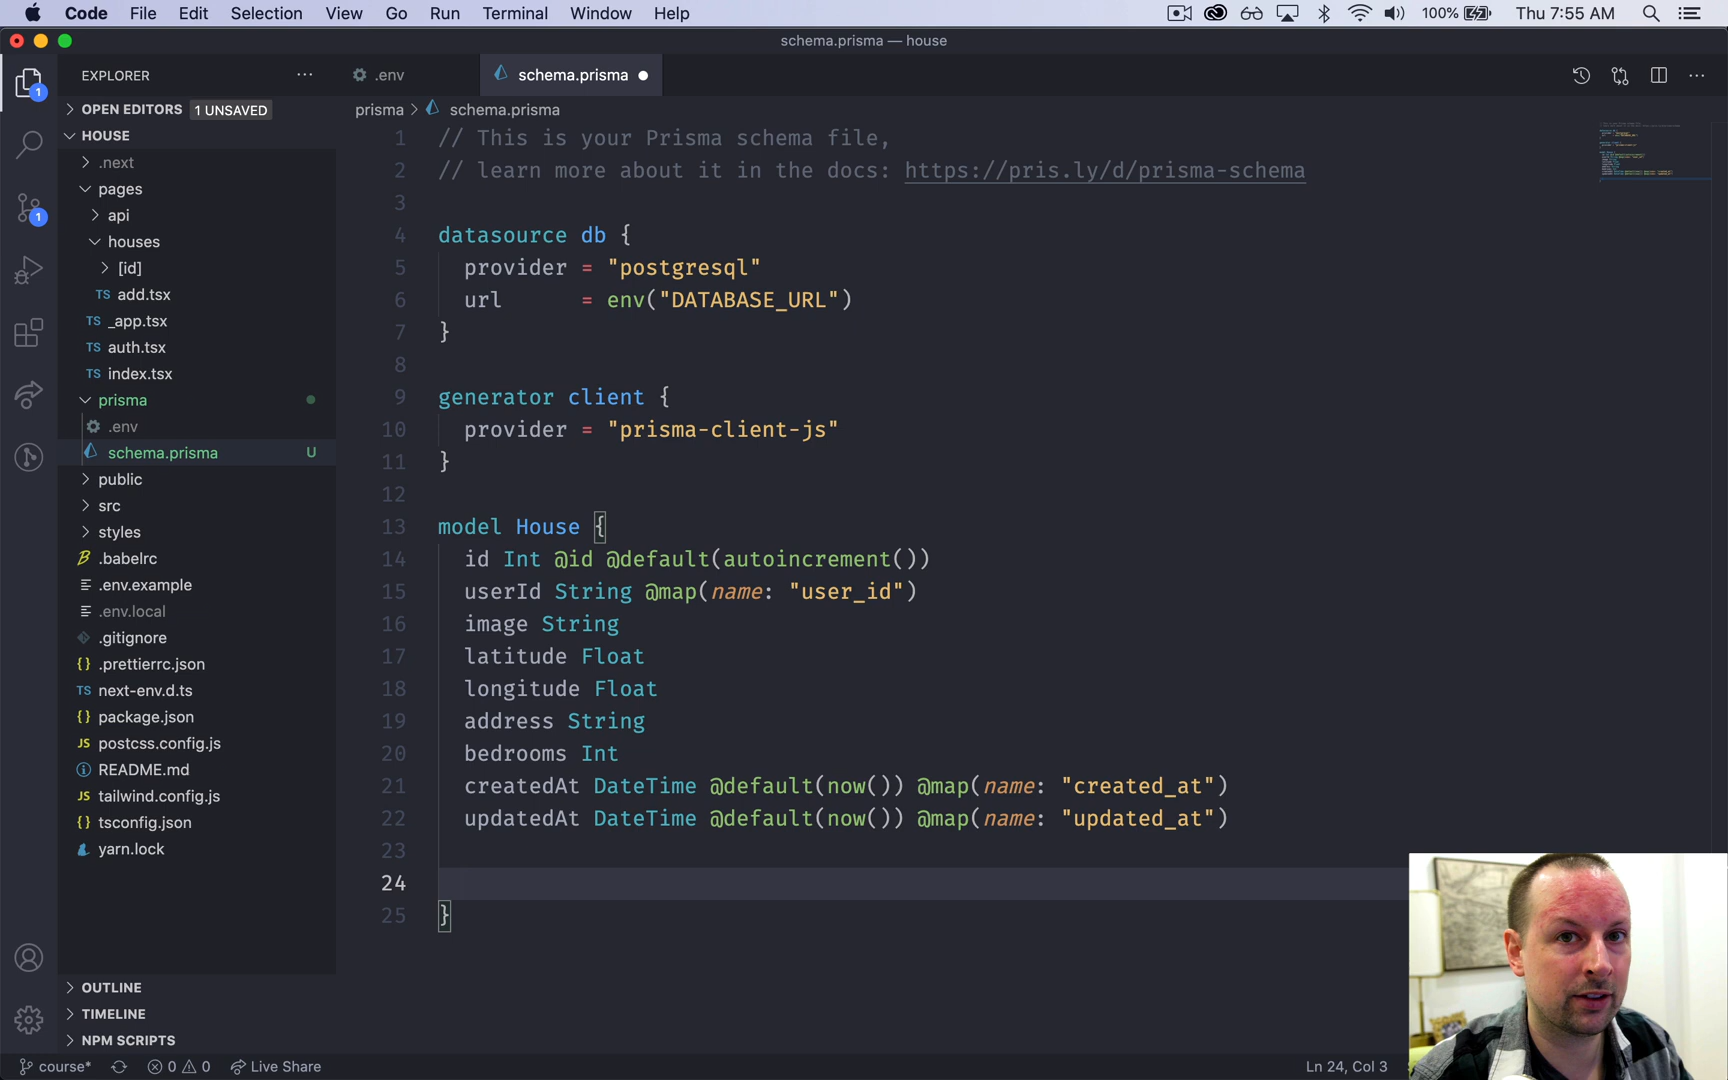 Code File Edit Selection View Go Run Terminal Window Help 100% Thu 7:55 AM
schema.prisma — house
EXPLORER
.env
schema.prisma
OPEN EDITORS 1 UNSAVED
prisma > schema.prisma
HOUSE
.next
pages
api
houses
[id]
TS add.tsx
TS _app.tsx
TS auth.tsx
TS index.tsx
prisma
.env
schema.prisma U
public
src
styles
.babelrc
.env.example
.env.local
.gitignore
{} .prettierrc.json
TS next-env.d.ts
{} package.json
JS postcss.config.js
README.md
JS tailwind.config.js
{} tsconfig.json
yarn.lock
OUTLINE
TIMELINE
NPM SCRIPTS
1 // This is your Prisma schema file,
2 // learn more about it in the docs: https://pris.ly/d/prisma-schema
3
4 datasource db {
5 provider = "postgresql"
6 url = env("DATABASE_URL")
7 }
8
9 generator client {
10 provider = "prisma-client-js"
11 }
12
13 model House {
14 id Int @id @default(autoincrement())
15 userId String @map(name: "user_id")
16 image String
17 latitude Float
18 longitude Float
19 address String
20 bedrooms Int
21 createdAt DateTime @default(now()) @map(name: "created_at")
22 updatedAt DateTime @default(now()) @map(name: "updated_at")
23
24
25 }
course* 0 0 Live Share Ln 24, Col 3